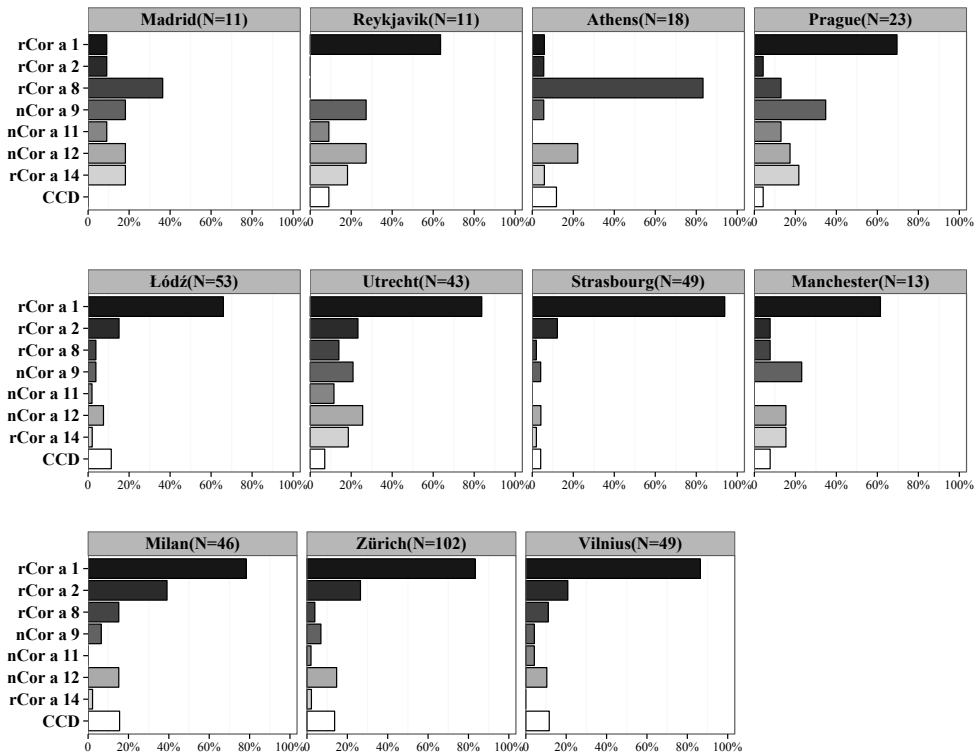 Madrid(N=11) Reykjavik(N=11) Athens(N=18) Prague(N=23)
rCor a 1
rCor a 2
rCor a 8
nCor a 9
nCor a 11
nCor a 12
rCor a 14
CCD
0 20% 40% 60% 80% 100% 0 20% 40% 60% 80% 100% 0 20% 40% 60% 80% 100% 0 20% 40% 60% 80% 100%
Łódź(N=53) Utrecht(N=43) Strasbourg(N=49) Manchester(N=13)
rCor a 1
rCor a 2
rCor a 8
nCor a 9
nCor a 11
nCor a 12
rCor a 14
CCD
0 20% 40% 60% 80% 100% 0 20% 40% 60% 80% 100% 0 20% 40% 60% 80% 100% 0 20% 40% 60% 80% 100%
Milan(N=46) Zürich(N=102) Vilnius(N=49)
rCor a 1
rCor a 2
rCor a 8
nCor a 9
nCor a 11
nCor a 12
rCor a 14
CCD
0 20% 40% 60% 80% 100% 0 20% 40% 60% 80% 100% 0 20% 40% 60% 80% 100%